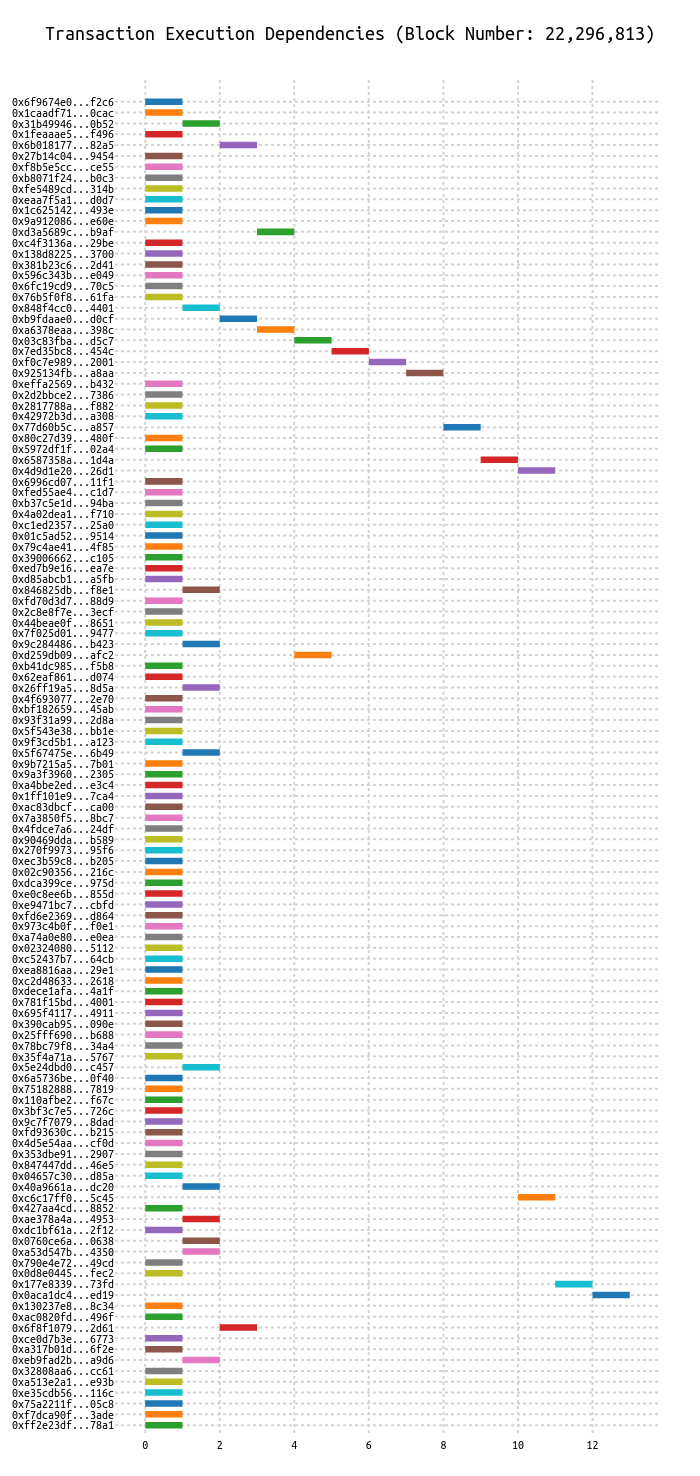 Transaction Execution Dependencies (Block Number: 22,296,813)
0x6f9674e0...f2c6
0x1caadf71...0cac
0x31b49946...0b52
0x1feaaae5...f496
0x6b018177...82a5
0x27b14c04...9454
0xf8b5e5cc...ce55
0xb8071f24...b0c3
0xfe5489cd...314b
0xeaa7f5a1...d0d7
0x1c625142...493e
0x9a912086...e60e
0xd3a5689c...b9af
0xc4f3136a...29be
0x138d8225...3700
0x381b23c6...2d41
0x596c343b...e049
0x6fc19cd9...70c5
0x76b5f0f8...61fa
0x848f4cc0...4401
0xb9fdaae0...d0cf
0xa6378eaa...398c
0x03c83fba...d5c7
0x7ed35bc8...454c
0xf0c7e989...2001
0x925134fb...a8aa
0xeffa2569...b432
0x2d2bbce2...7386
0x2817788a...f882
0x42972b3d...a308
0x77d60b5c...a857
0x80c27d39...480f
0x5972df1f...02a4
0x6587358a...1d4a
0x4d9d1e20...26d1
0x6996cd07...11f1
0xfed55ae4...c1d7
0xb37c5e1d...94ba
0x4a02dea1...f710
0xc1ed2357...25a0
0x01c5ad52...9514
0x79c4ae41...4f85
0x39006662...c105
0xed7b9e16...ea7e
0xd85abcb1...a5fb
0x846825db...f8e1
0xfd70d3d7...88d9
0x2c8e8f7e...3ecf
0x44beae0f...8651
0x7f025d01...9477
0x9c284486...b423
0xd259db09...afc2
0xb41dc985...f5b8
0x62eaf861...d074
0x26ff19a5...8d5a
0x4f693077...2e70
0xbf182659...45ab
0x93f31a99...2d8a
0x5f543e38...bb1e
0x9f3cd5b1...a123
0x5f67475e...6b49
0x9b7215a5...7b01
0x9a3f3960...2305
0xa4bbe2ed...e3c4
0x1ff101e9...7ca4
0xac83dbcf...ca00
0x7a3850f5...8bc7
0x4fdce7a6...24df
0x90469dda...b589
0x270f9973...95f6
0xec3b59c8...b205
0x02c90356...216c
0xdca399ce...975d
0xe0c8ee6b...855d
0xe9471bc7...cbfd
0xfd6e2369...d864
0x973c4b0f...f0e1
0xa74a0e80...e0ea
0x02324080...5112
0xc52437b7...64cb
0xea8816aa...29e1
0xc2d48633...2618
0xdece1afa...4a1f
0x781f15bd...4001
0x695f4117...4911
0x390cab95...090e
0x25fff690...b688
0x78bc79f8...34a4
0x35f4a71a...5767
0x5e24dbd0...c457
0x6a5736be...0f40
0x75182888...7819
0x110afbe2...f67c
0x3bf3c7e5...726c
0x9c7f7079...8dad
0xfd93630c...b215
0x4d5e54aa...cf0d
0x353dbe91...2907
0x847447dd...46e5
0x04657c30...d85a
0x40a9661a...dc20
0xc6c17ff0...5c45
0x427aa4cd...8852
0xae378a4a...4953
0xdc1bf61a...2f12
0x0760ce6a...0638
0xa53d547b...4350
0x790e4e72...49cd
0x0d8e0445...fec2
0x177e8339...73fd
0x0aca1dc4...ed19
0x130237e8...8c34
0xac0820fd...496f
0x6f8f1079...2d61
0xce0d7b3e...6773
0xa317b01d...6f2e
0xeb9fad2b...a9d6
0x32808aa6...cc61
0xa513e2a1...e93b
0xe35cdb56...116c
0x75a2211f...05c8
0xf7dca90f...3ade
0xff2e23df...78a1
0 2 4 6 8 10 12